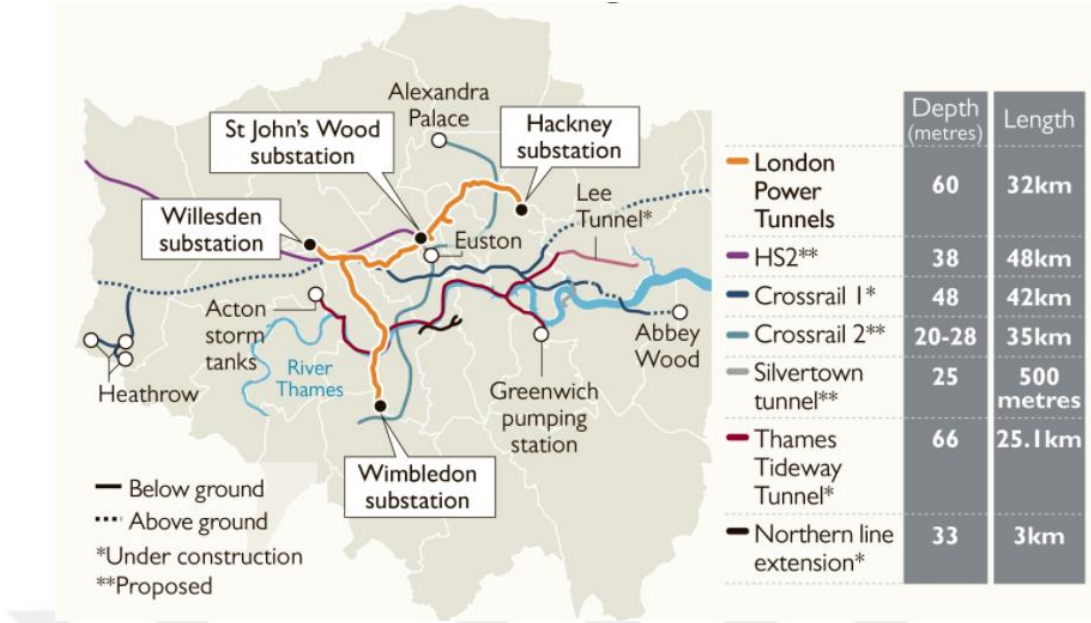 Alexandra
Palace
St John's Wood
substation
Hackney
substation
Lee
Tunnel*
Willesden
substation
Euston
Acton
storm
tanks
River
Thames
Heathrow
Greenwich
pumping
station
Abbey
Wood
Wimbledon
substation
Below ground
Above ground
*Under construction
**Proposed
Depth
(metres)
Length
London
Power
Tunnels
60
32km
HS2**
38
48km
Crossrail 1*
48
42km
Crossrail 2**
20-28
35km
Silvertown
tunnel**
25
500
metres
Thames
Tideway
Tunnel*
66
25.1km
Northern line
extension*
33
3km